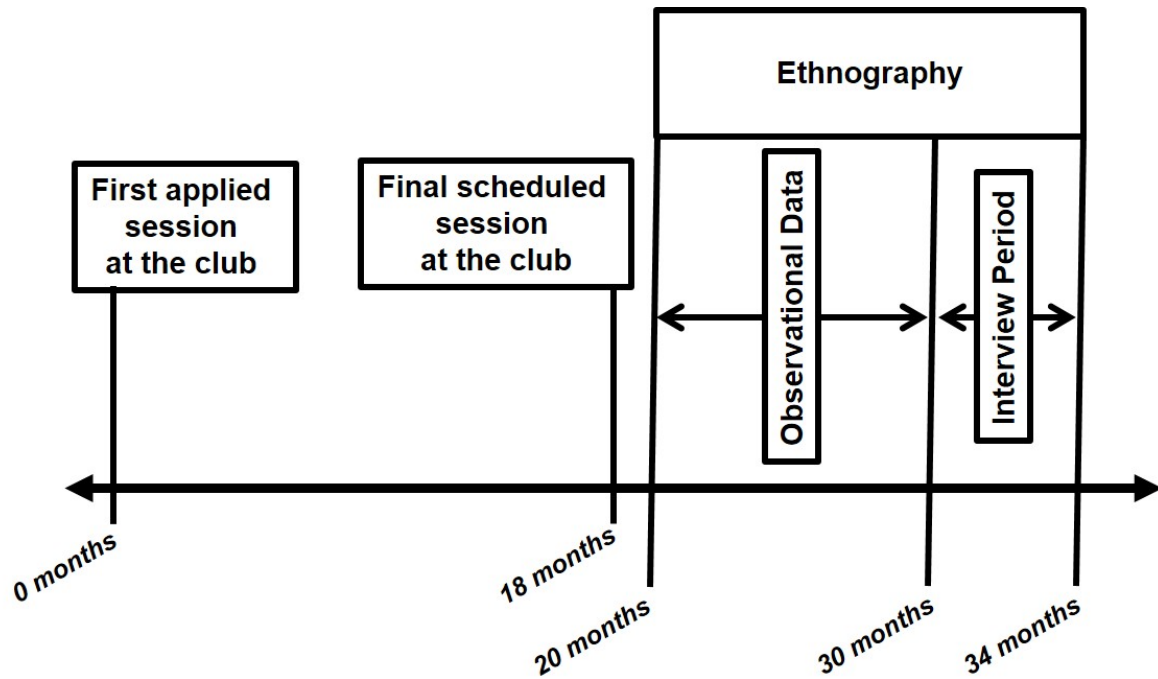 Ethnography
First applied
session
at the club
Final scheduled
session
at the club
Observational Data
Interview Period
0 months
18 months
20 months
30 months
34 months